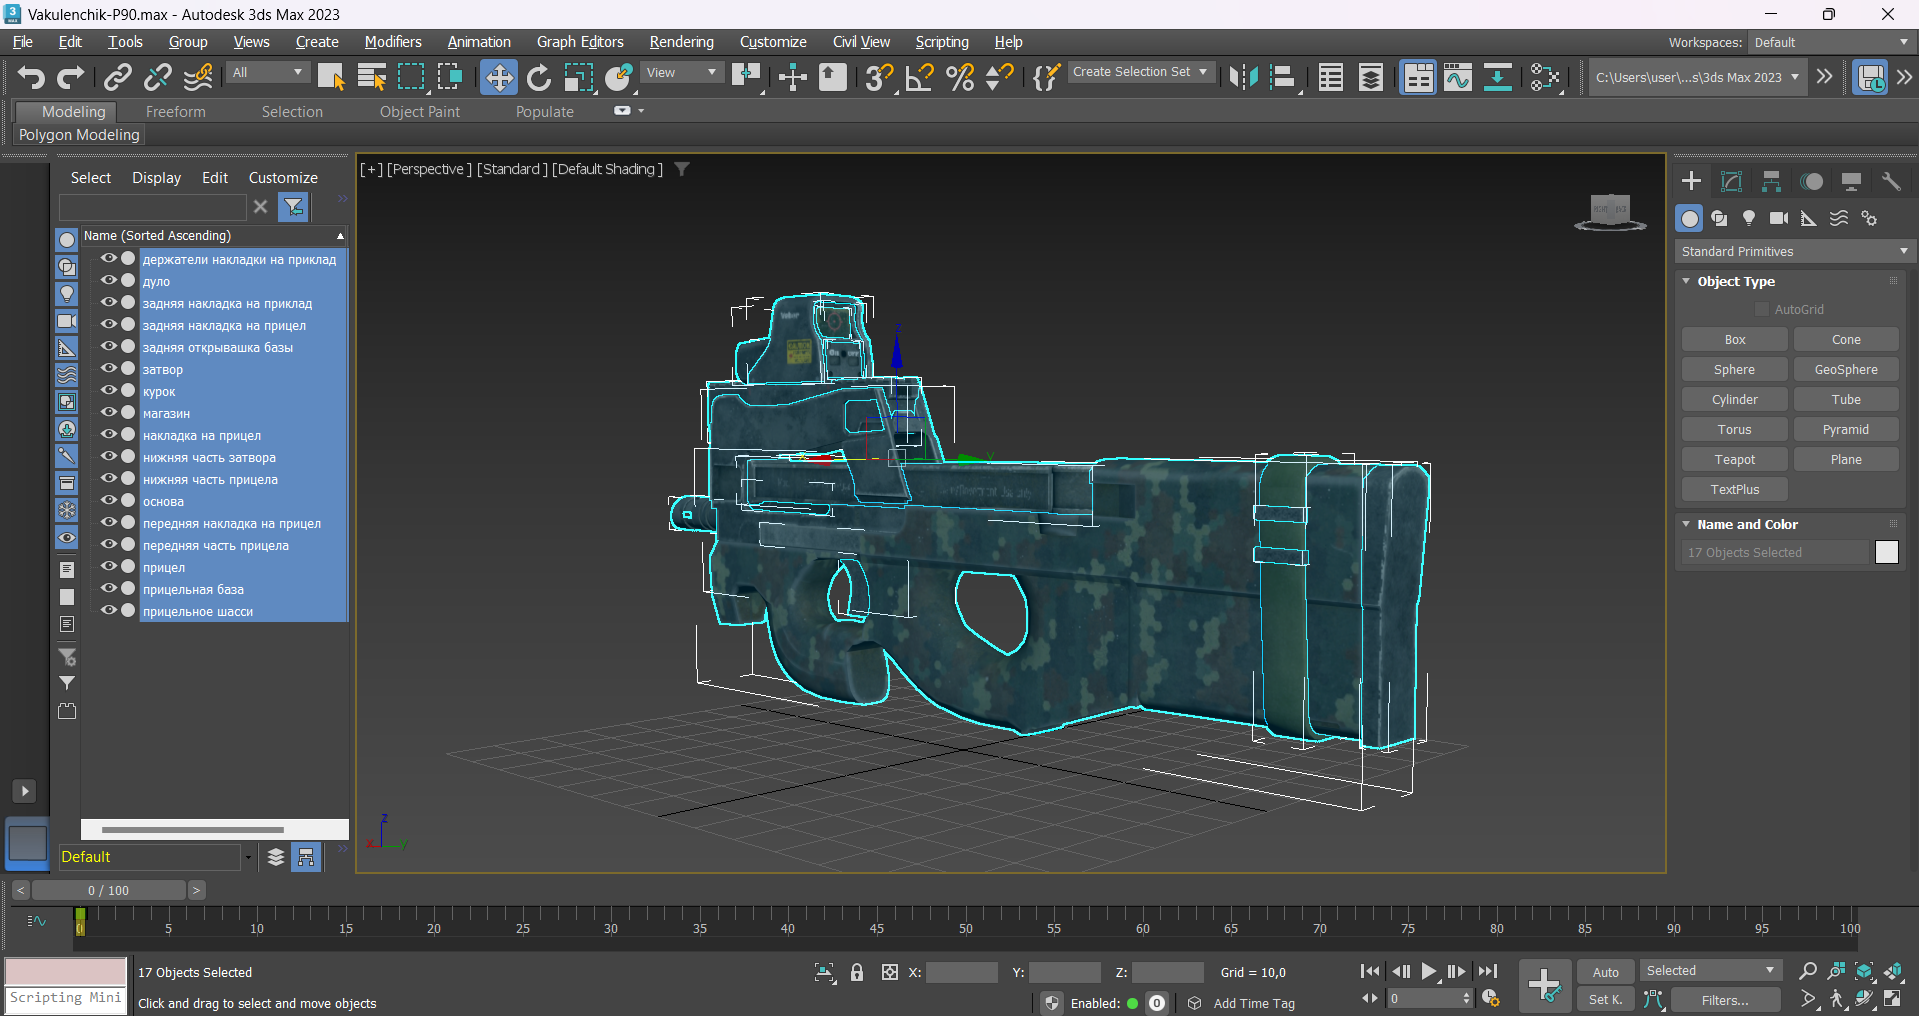 Vakulenchik-P90.max - Autodesk 3ds Max 2023
File Edit Tools Group Views Create Modifiers Animation Graph Editors Rendering Customize Civil View Scripting Help
Workspaces: Default
All
View
Create Selection Set
C:\Users\user\...s\3ds Max 2023
Modeling Freeform Selection Object Paint Populate
Polygon Modeling
Select Display Edit Customize
Name (Sorted Ascending)
держатели накладки на приклад
дуло
задняя накладка на приклад
задняя накладка на прицел
задняя открывашка базы
затвор
курок
магазин
накладка на прицел
нижняя часть затвора
нижняя часть прицела
основа
передняя накладка на прицел
передняя часть прицела
прицел
прицельная база
прицельное шасси
Default
[+] [Perspective ] [Standard ] [Default Shading ]
z
y
z
x
y
Standard Primitives
Object Type
AutoGrid
Box Cone
Sphere GeoSphere
Cylinder Tube
Torus Pyramid
Teapot Plane
TextPlus
Name and Color
17 Objects Selected
< 0 / 100 >
0 5 10 15 20 25 30 35 40 45 50 55 60 65 70 75 80 85 90 95 100
17 Objects Selected
X: Y: Z: Grid = 10,0
Auto Selected
Scripting Mini
Click and drag to select and move objects
Enabled: 0 Add Time Tag
0
Set K. Filters...